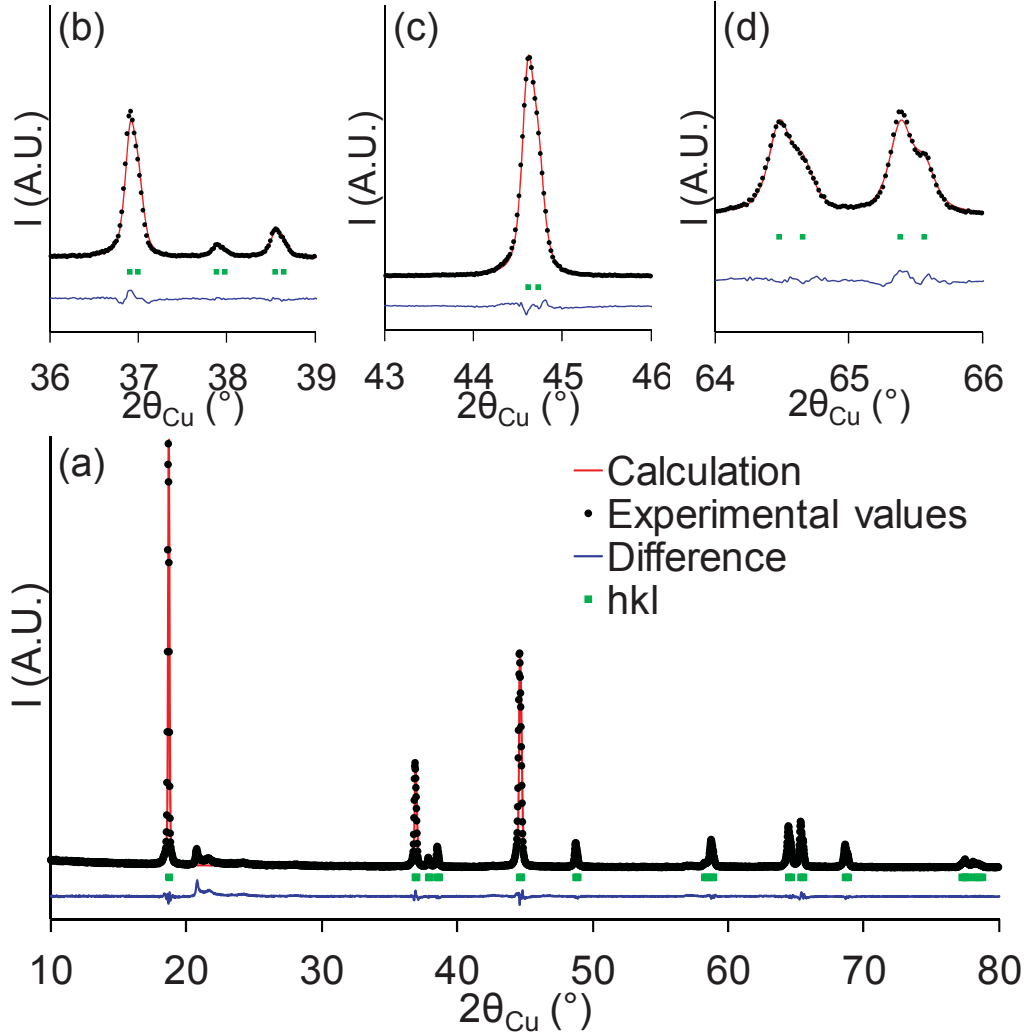 (b)
I (A.U.)
36 37 38 39
2θCu (°)
(c)
I (A.U.)
43 44 45 46
2θCu (°)
(d)
I (A.U.)
64 65 66
2θCu (°)
(a)
Calculation
Experimental values
Difference
hkl
I (A.U.)
10 20 30 40 50 60 70 80
2θCu (°)